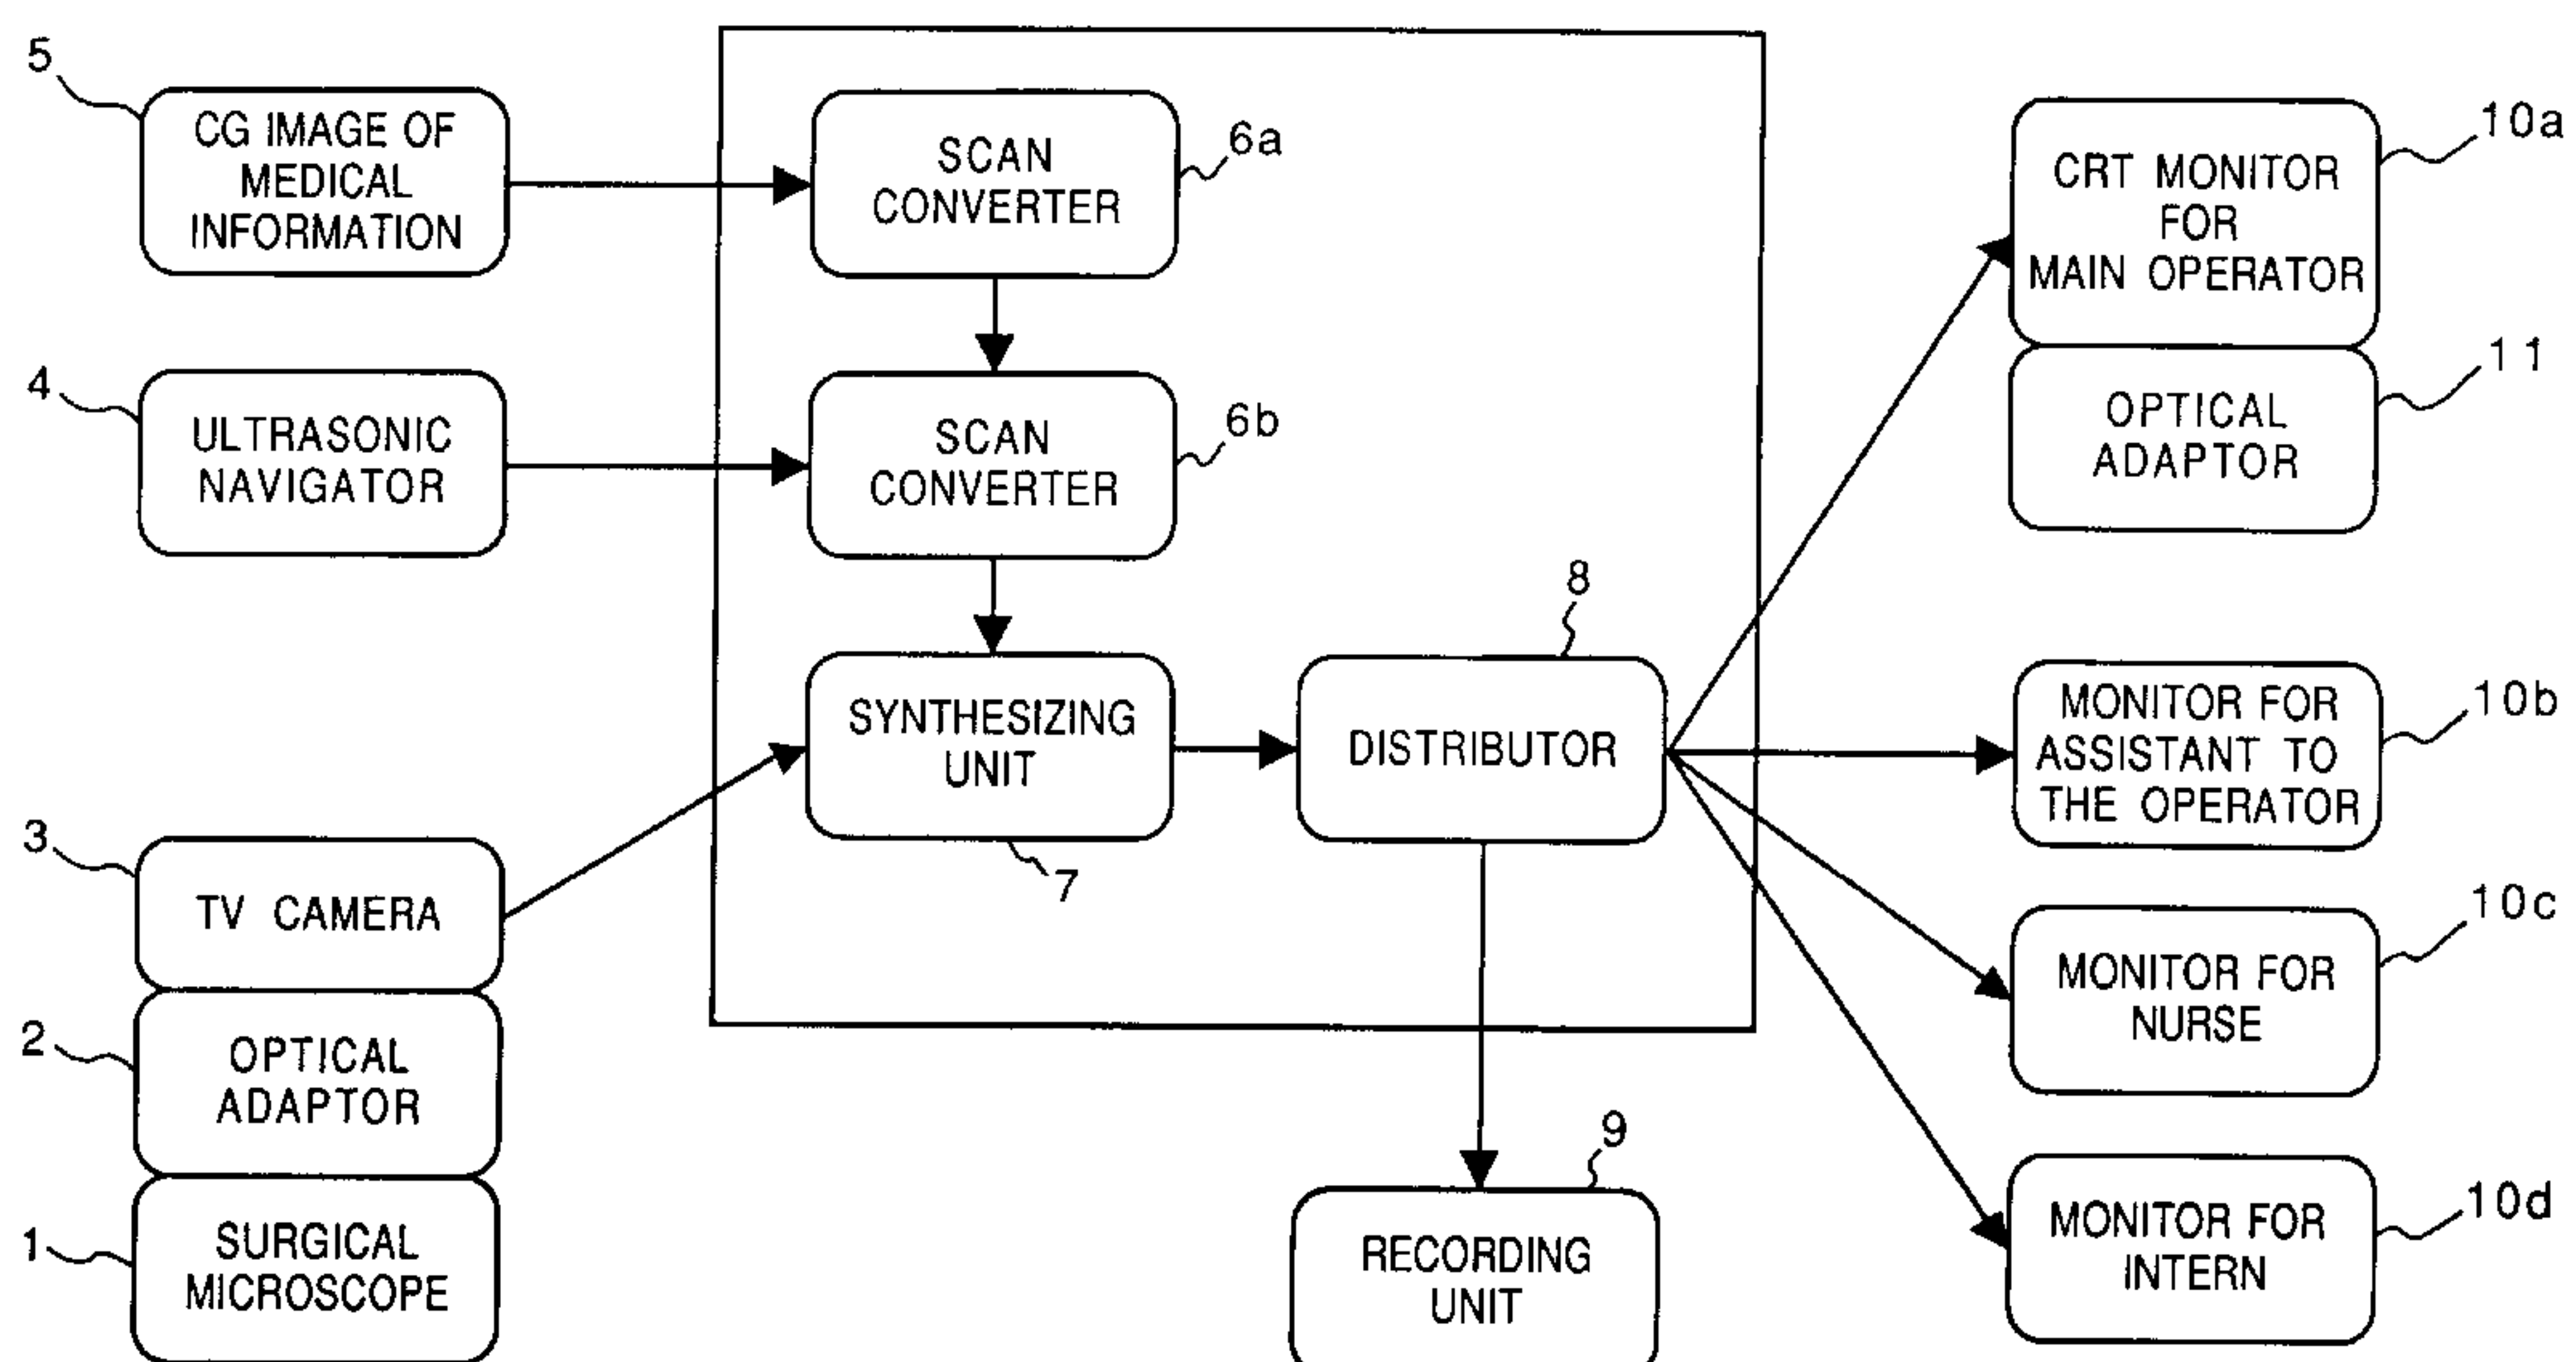 5
CG IMAGE OF
MEDICAL
INFORMATION
4
ULTRASONIC
NAVIGATOR
3
TV CAMERA
2
OPTICAL
ADAPTOR
1
SURGICAL
MICROSCOPE
6a
SCAN
CONVERTER
6b
SCAN
CONVERTER
SYNTHESIZING
UNIT
7
8
DISTRIBUTOR
9
RECORDING
UNIT
10a
CRT MONITOR
FOR
MAIN OPERATOR
11
OPTICAL
ADAPTOR
10b
MONITOR FOR
ASSISTANT TO
THE OPERATOR
10c
MONITOR FOR
NURSE
10d
MONITOR FOR
INTERN